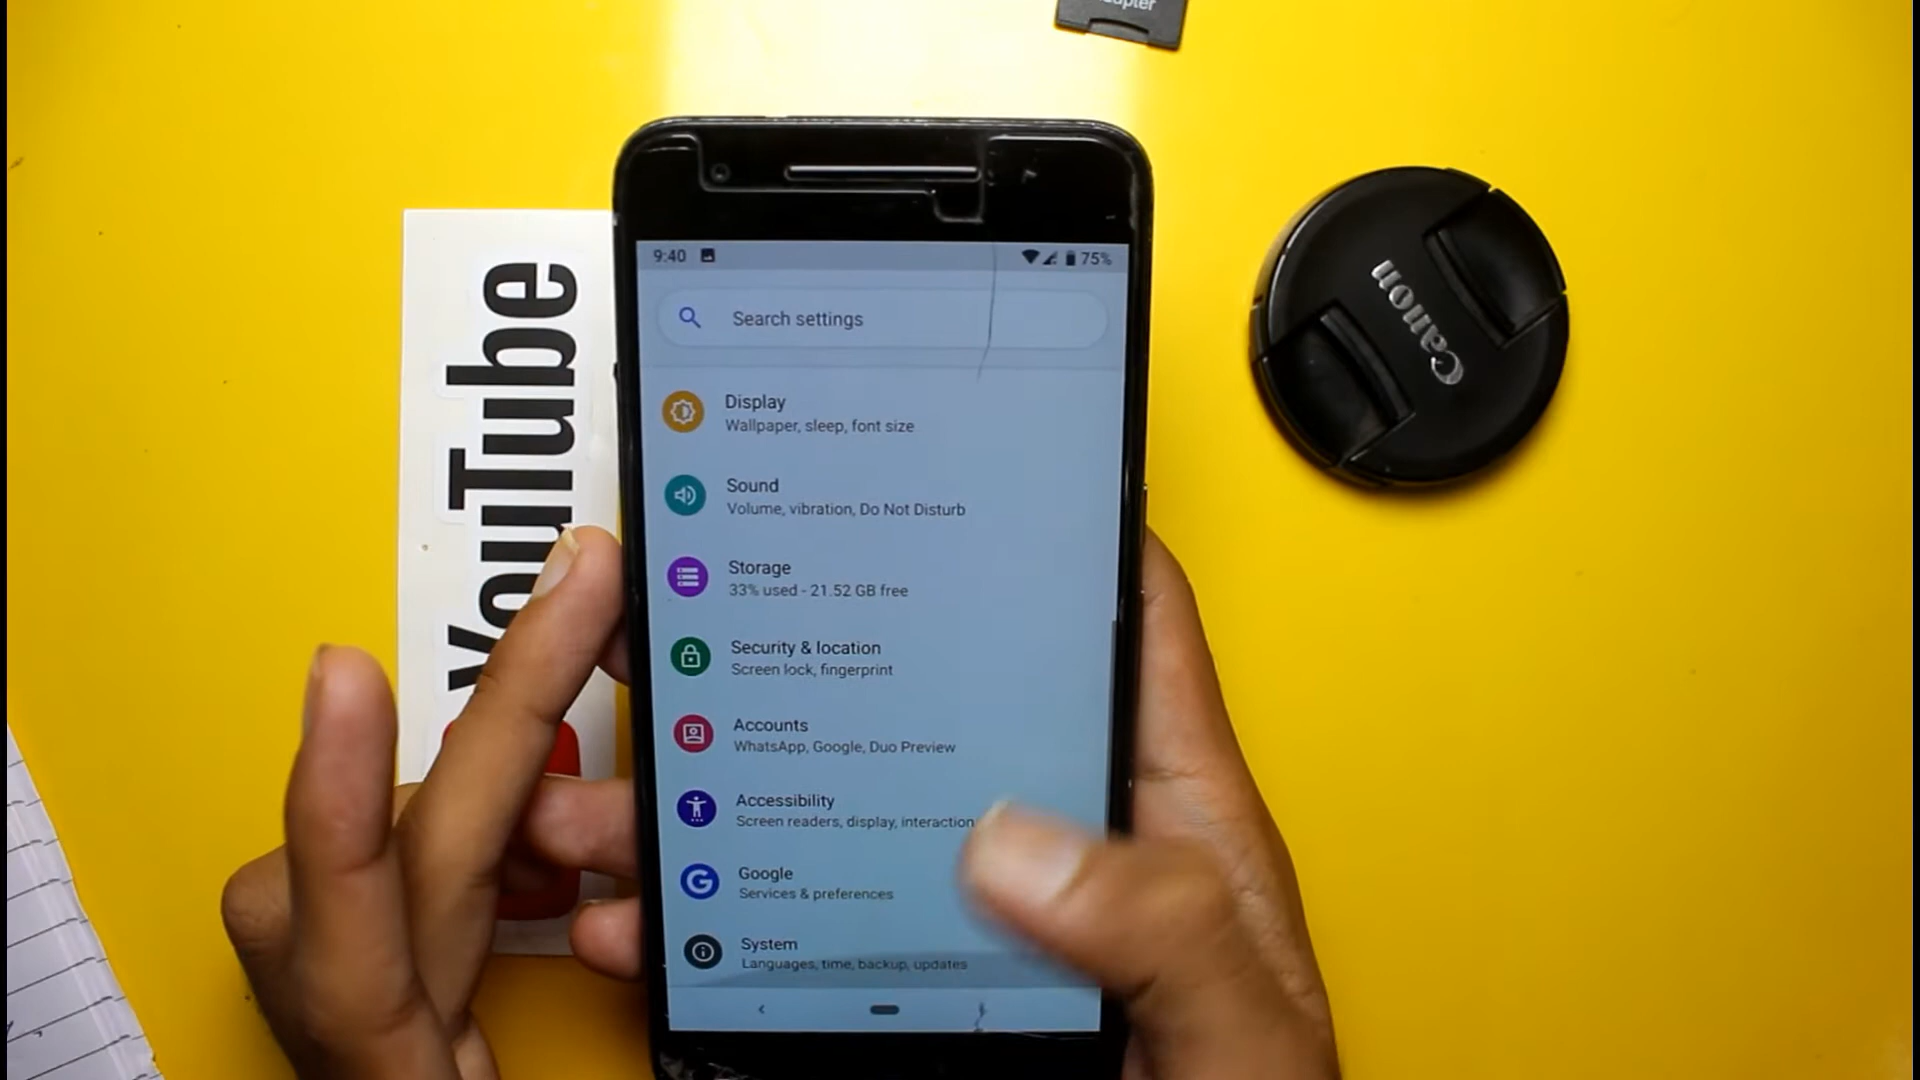 9:40
75%
Search settings
Display
Wallpaper, sleep, font size
Sound
Volume, vibration, Do Not Disturb
Storage
33% used - 21.52 GB free
Security & location
Screen lock, fingerprint
Accounts
WhatsApp, Google, Duo Preview
Accessibility
Screen readers, display, interaction
Google
Services & preferences
System
Languages, time, backup, updates
YouTube
Canon